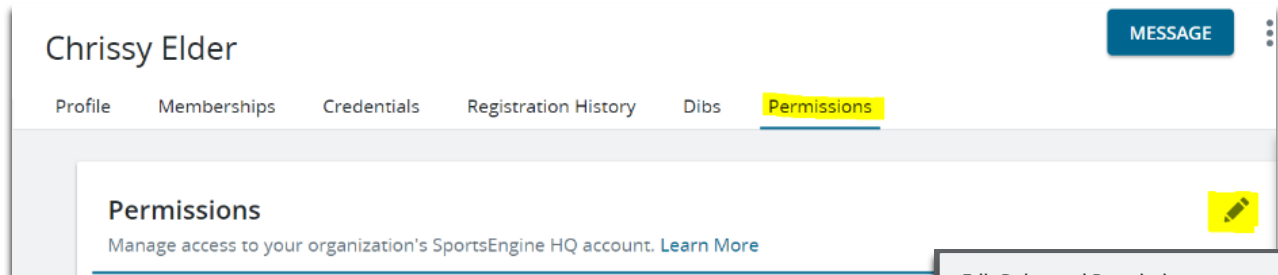 Chrissy Elder
MESSAGE
Profile Memberships Credentials Registration History Dibs Permissions
Permissions
Manage access to your organization's SportsEngine HQ account. Learn More